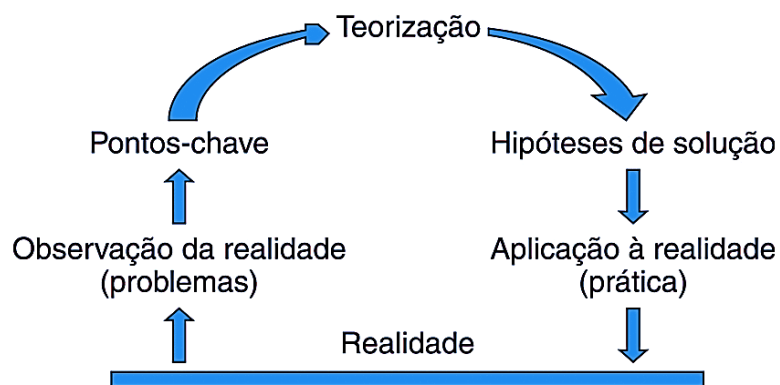 Teorização
Pontos-chave
Hipóteses de solução
Observação da realidade
(problemas)
Aplicação à realidade
(prática)
Realidade